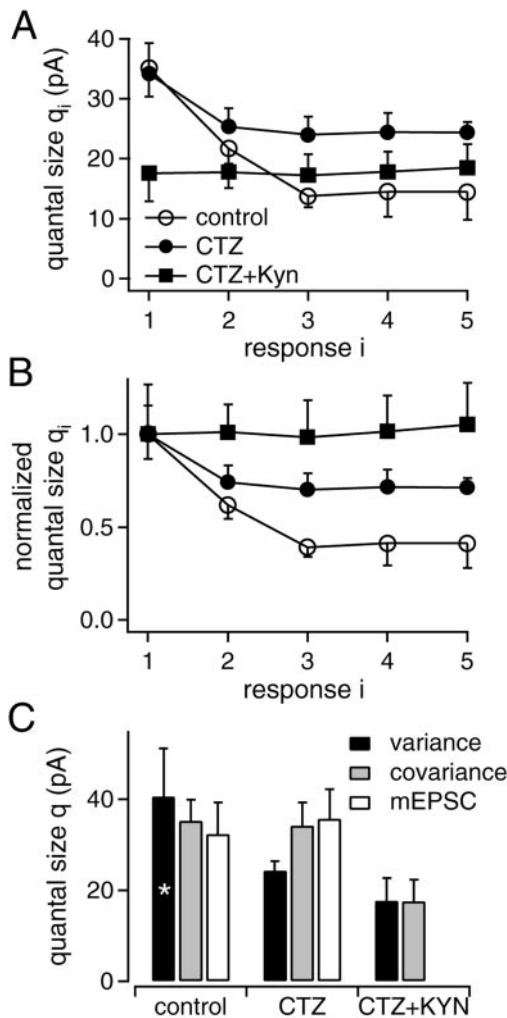 A
quantal size qi (pA)
40
30
20
10
0
control
CTZ
CTZ+Kyn
1 2 3 4 5
response i
B
normalized
quantal size qi
1.0
0.5
0.0
1 2 3 4 5
response i
C
quantal size q (pA)
40
20
0
variance
covariance
mEPSC
*
control CTZ CTZ+KYN